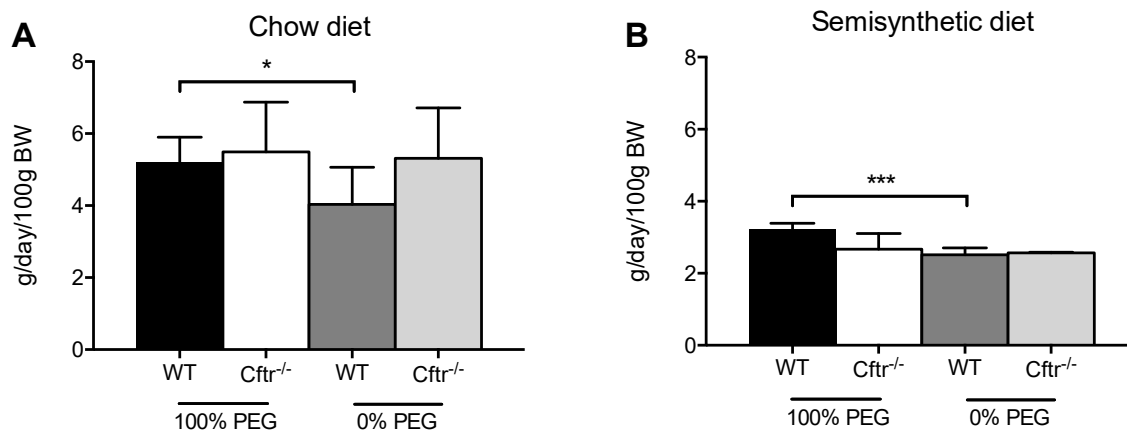 A
Chow diet
g/day/100g BW
8
6
4
2
0
*
WT
Cftr-/-
WT
Cftr-/-
100% PEG
0% PEG
B
Semisynthetic diet
g/day/100g BW
8
6
4
2
0
***
WT
Cftr-/-
WT
Cftr-/-
100% PEG
0% PEG